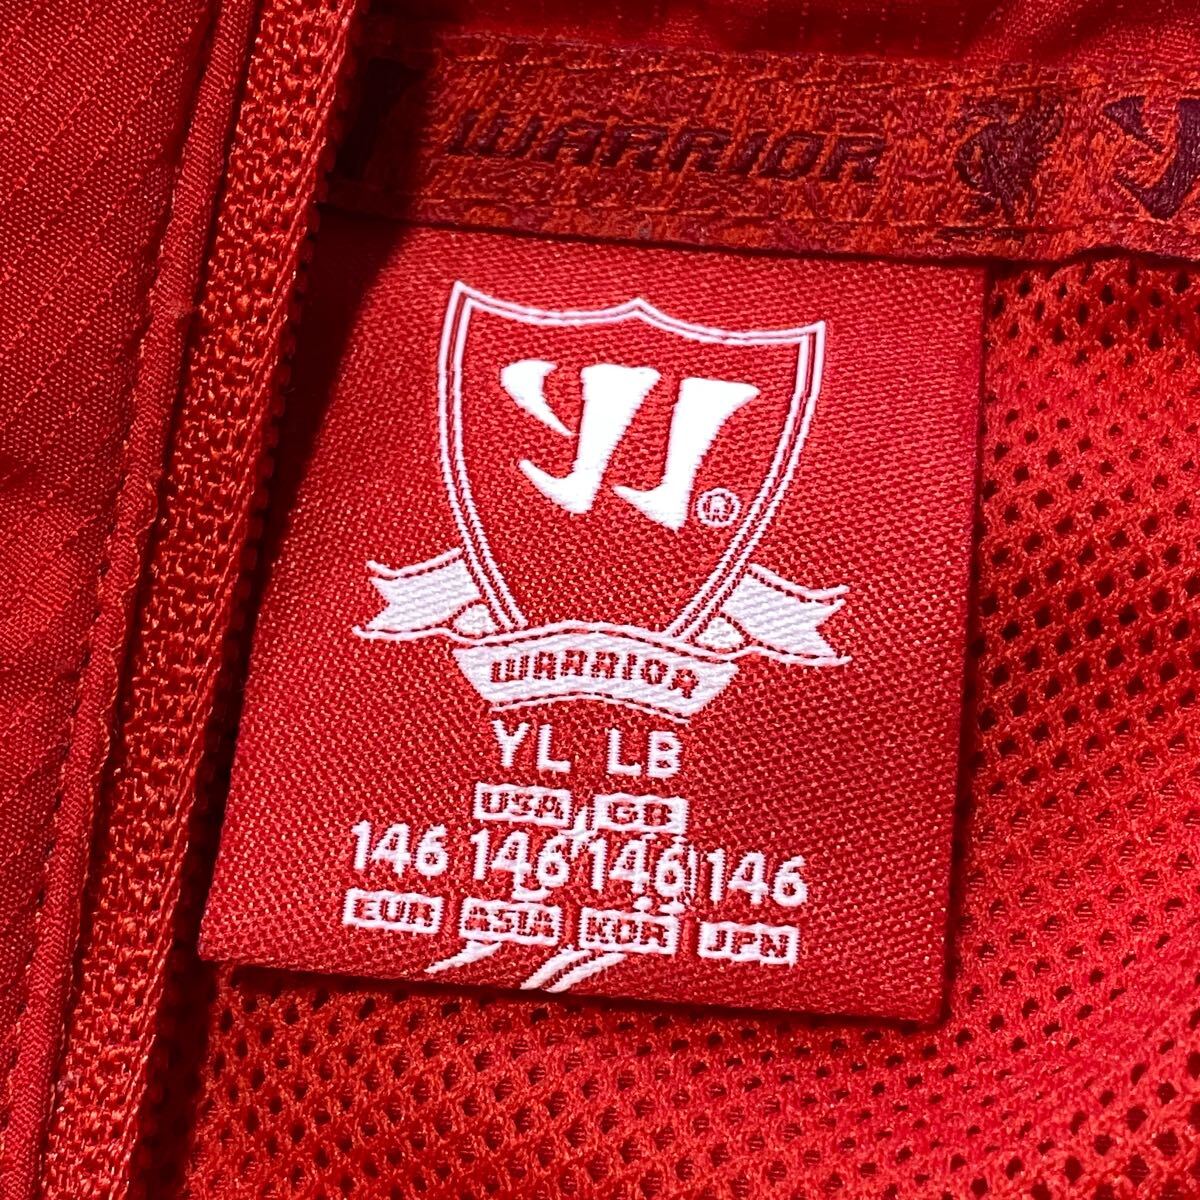 WARRIOR
®
WARRIOR
YL LB
USA GB
146 146 146 146
EUR ASIA KOR JPN